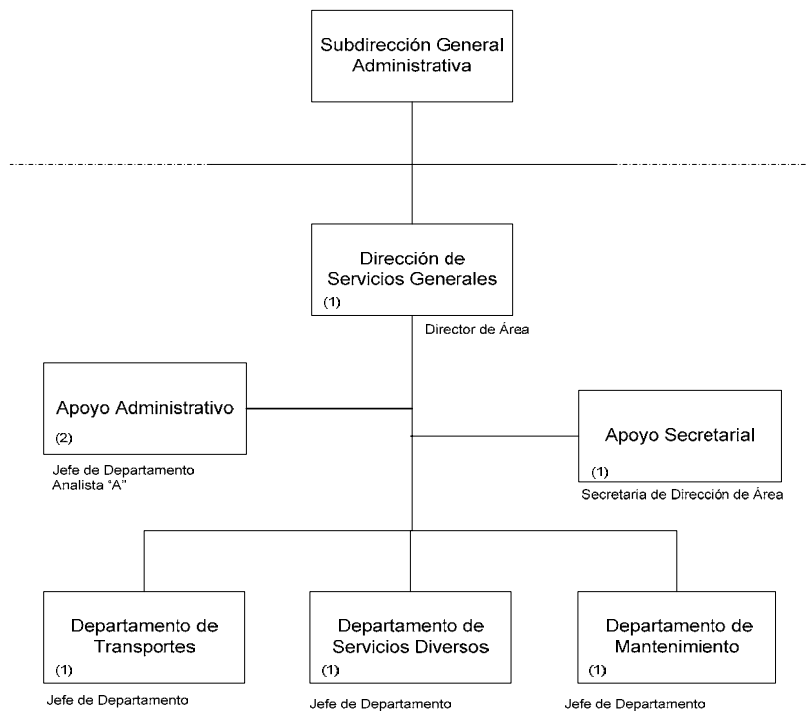 Subdirección General
Administrativa
Dirección de
Servicios Generales
(1)
Director de Área
Apoyo Administrativo
(2)
Jefe de Departamento
Analista "A"
Apoyo Secretarial
(1)
Secretaria de Dirección de Área
Departamento de
Transportes
(1)
Jefe de Departamento
Departamento de
Servicios Diversos
(1)
Jefe de Departamento
Departamento de
Mantenimiento
(1)
Jefe de Departamento